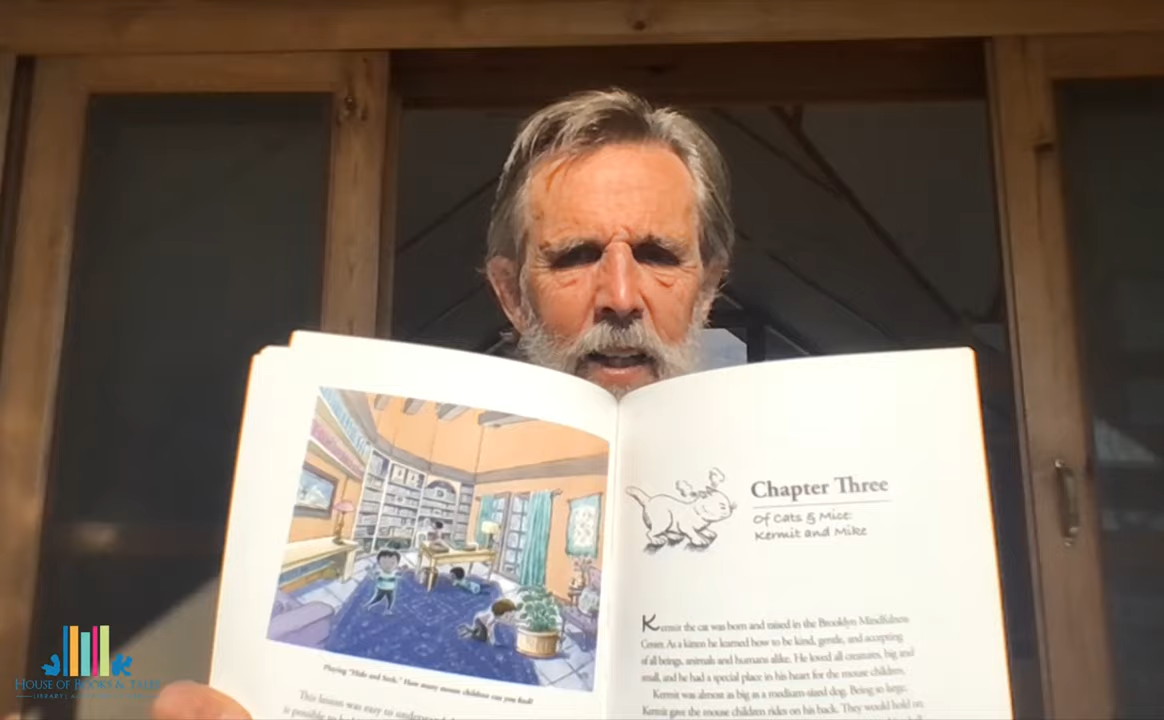 Playing "Hide and Seek." How many mouse children can you find?
This lesson was easy to understand
is possible to
Chapter Three
Of Cats & Mice:
Kermit and Mike
Kermit the cat was born and raised in the Brooklyn Mindfulness
Center. As a kitten he learned how to be kind, gentle, and accepting
of all beings, animals and humans alike. He loved all creatures, big and
small, and he had a special place in his heart for the mouse children.
Kermit was almost as big as a medium-sized dog. Being so large,
Kermit gave the mouse children rides on his back. They would hold on
House of Books & Tales